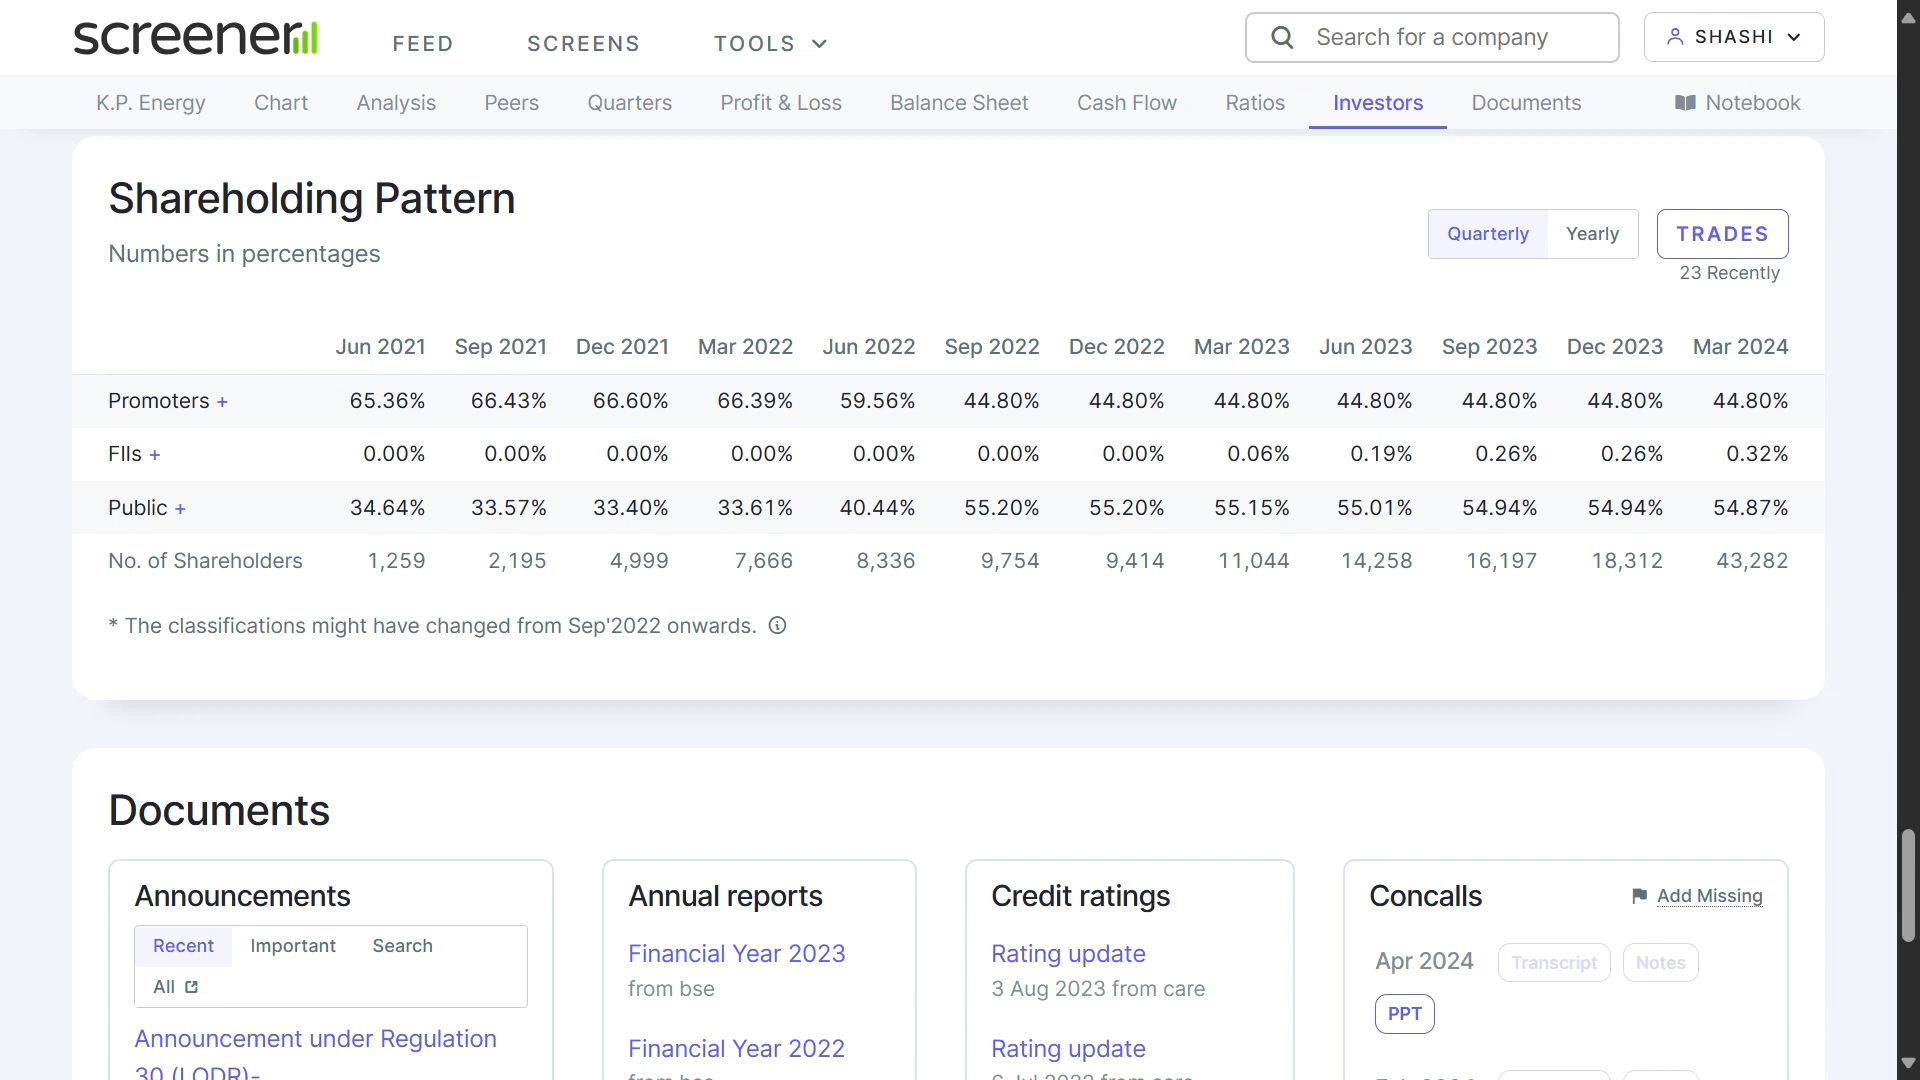 screener
FEED SCREENS TOOLS
Search for a company
SHASHI
K.P. Energy Chart Analysis Peers Quarters Profit & Loss Balance Sheet Cash Flow Ratios Investors Documents Notebook
Shareholding Pattern
Numbers in percentages
Quarterly Yearly TRADES
23 Recently
Jun 2021 Sep 2021 Dec 2021 Mar 2022 Jun 2022 Sep 2022 Dec 2022 Mar 2023 Jun 2023 Sep 2023 Dec 2023 Mar 2024
Promoters + 65.36% 66.43% 66.60% 66.39% 59.56% 44.80% 44.80% 44.80% 44.80% 44.80% 44.80% 44.80%
FIIs + 0.00% 0.00% 0.00% 0.00% 0.00% 0.00% 0.00% 0.06% 0.19% 0.26% 0.26% 0.32%
Public + 34.64% 33.57% 33.40% 33.61% 40.44% 55.20% 55.20% 55.15% 55.01% 54.94% 54.94% 54.87%
No. of Shareholders 1,259 2,195 4,999 7,666 8,336 9,754 9,414 11,044 14,258 16,197 18,312 43,282
* The classifications might have changed from Sep'2022 onwards.
Documents
Announcements
Recent Important Search
All
Announcement under Regulation
30 (LODR)-
Annual reports
Financial Year 2023
from bse
Financial Year 2022
from bse
Credit ratings
Rating update
3 Aug 2023 from care
Rating update
Concalls
Add Missing
Apr 2024 Transcript Notes
PPT